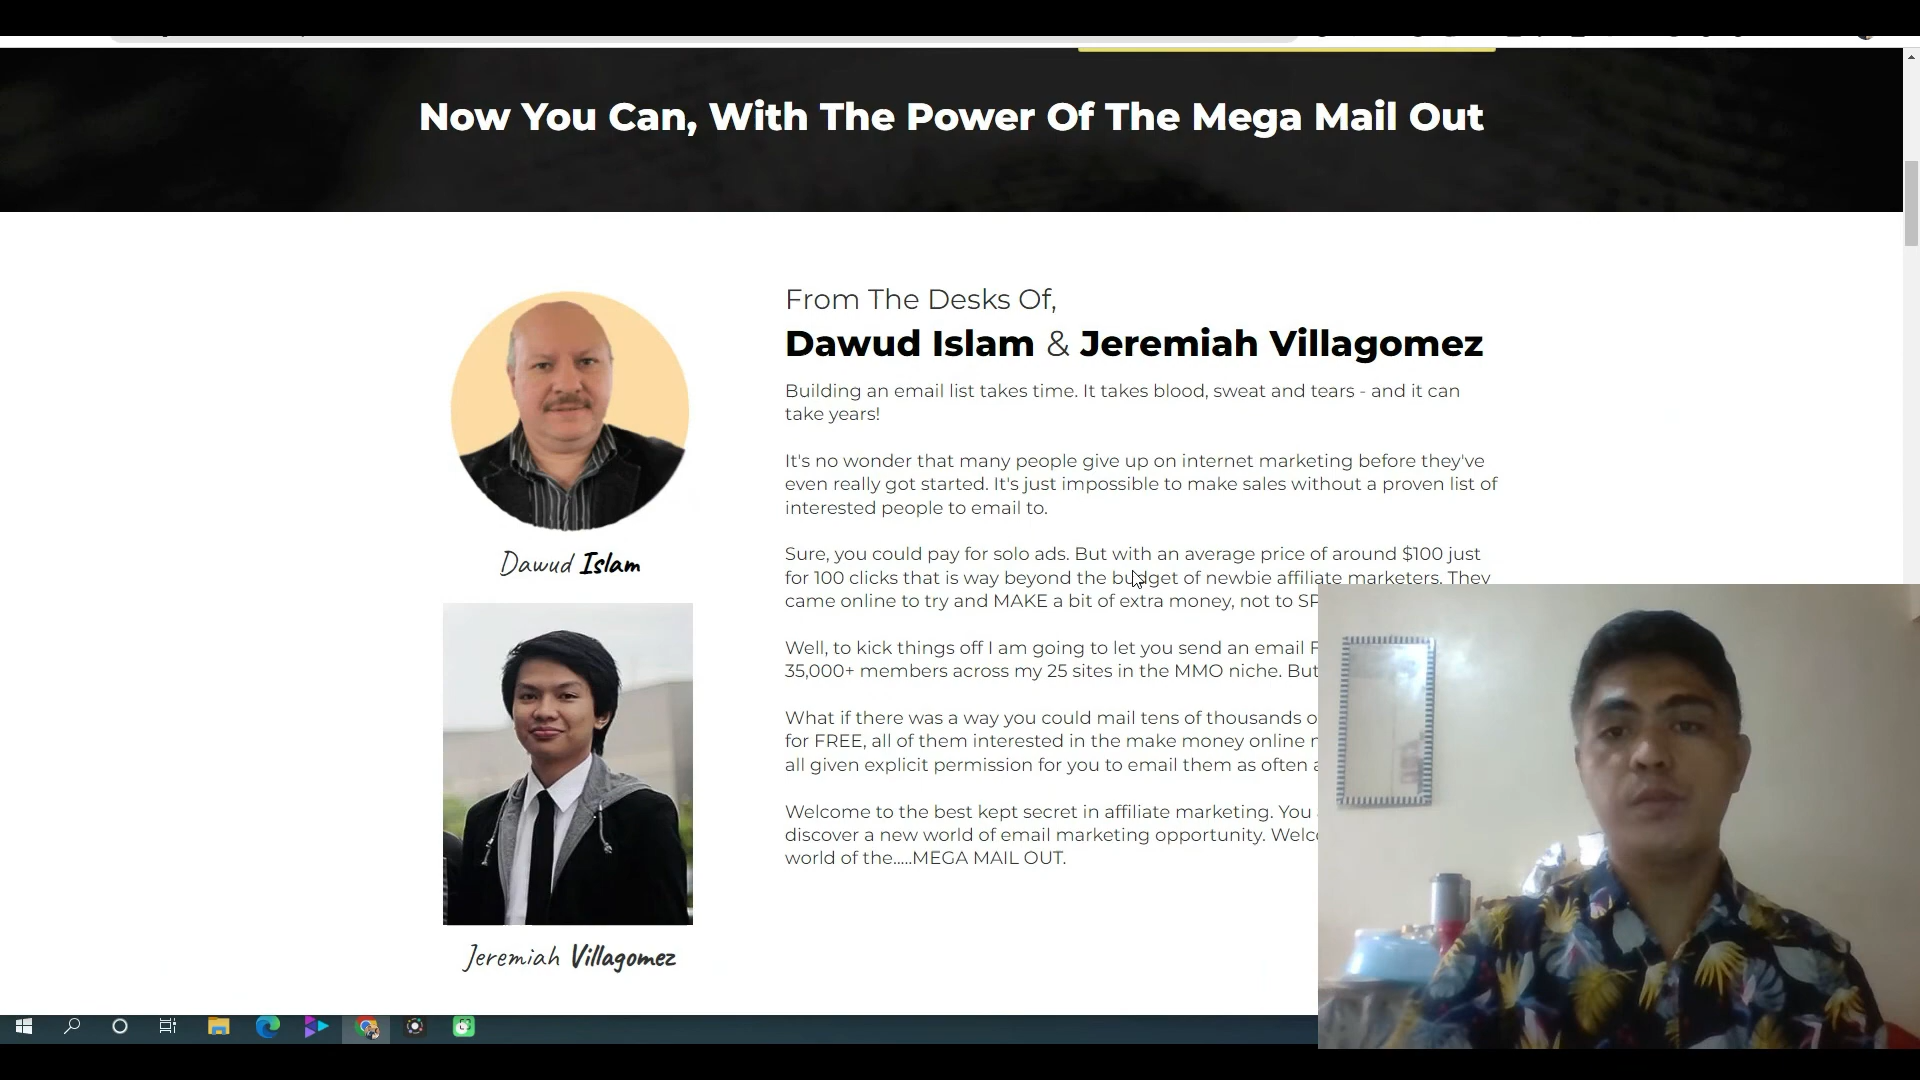 Now You Can, With The Power Of The Mega Mail Out
From The Desks Of,
Dawud Islam & Jeremiah Villagomez
Building an email list takes time. It takes blood, sweat and tears - and it can
take years!
It's no wonder that many people give up on internet marketing before they've
even really got started. It's just impossible to make sales without a proven list of
interested people to email to.
Sure, you could pay for solo ads. But with an average price of around $100 just
for 100 clicks that is way beyond the budget of newbie affiliate marketers. They
came online to try and MAKE a bit of extra money, not to
Well, to kick things off I am going to let you send an email
35,000+ members across my 25 sites in the MMO niche. But
What if there was a way you could mail tens of thousands
for FREE, all of them interested in the make money online
all given explicit permission for you to email them as often
Welcome to the best kept secret in affiliate marketing. You
discover a new world of email marketing opportunity.
world of the.....MEGA MAIL OUT.
Dawud Islam
Jeremiah Villagomez